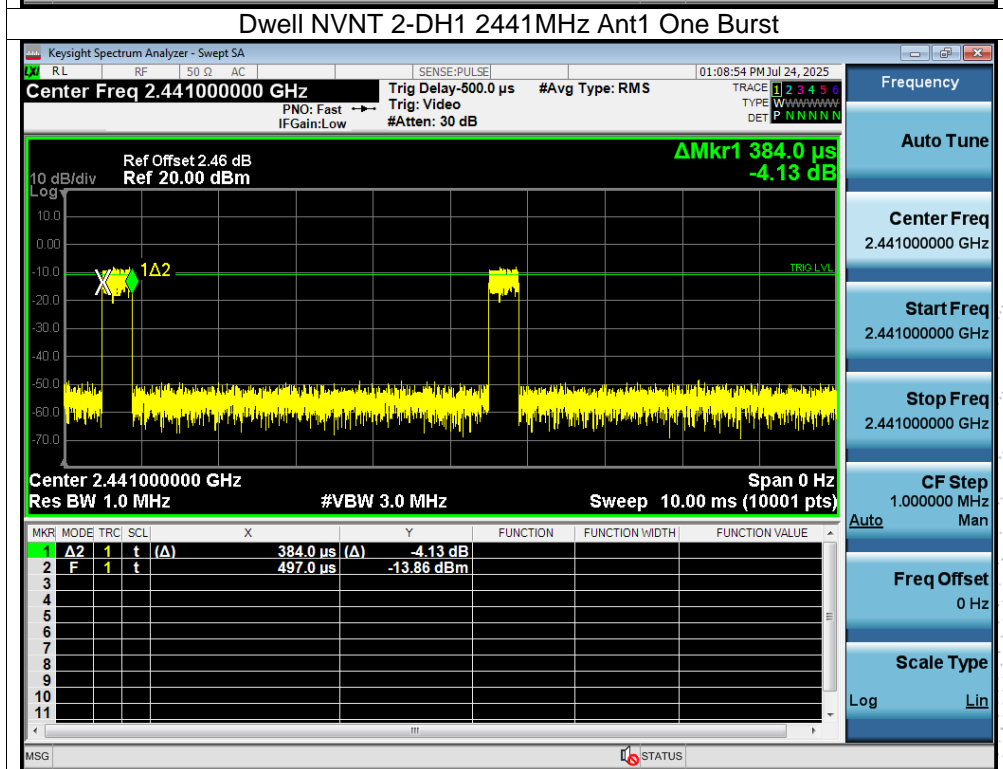 Dwell NVNT 2-DH1 2441MHz Ant1 One Burst
Keysight Spectrum Analyzer - Swept SA
LXI RL RF 50 Ω AC SENSE:PULSE 01:08:54 PM Jul 24, 2025
Center Freq 2.441000000 GHz Trig Delay-500.0 µs #Avg Type: RMS TRACE 1 2 3 4 5 6
PNO: Fast Trig: Video TYPE WWWWWW
IFGain:Low #Atten: 30 dB DET P N N N N N
ΔMkr1 384.0 µs
-4.13 dB
Ref Offset 2.46 dB
10 dB/div Ref 20.00 dBm
Log
10.0
0.00
-10.0
1Δ2
TRIG LVL
-20.0
-30.0
-40.0
-50.0
-60.0
-70.0
Center 2.441000000 GHz Span 0 Hz
Res BW 1.0 MHz #VBW 3.0 MHz Sweep 10.00 ms (10001 pts)
MKR MODE TRC SCL X Y FUNCTION FUNCTION WIDTH FUNCTION VALUE
1 Δ2 1 t (Δ) 384.0 µs (Δ) -4.13 dB
2 F 1 t 497.0 µs -13.86 dBm
3
4
5
6
7
8
9
10
11
MSG STATUS
Frequency
Auto Tune
Center Freq
2.441000000 GHz
Start Freq
2.441000000 GHz
Stop Freq
2.441000000 GHz
CF Step
1.000000 MHz
Auto Man
Freq Offset
0 Hz
Scale Type
Log Lin